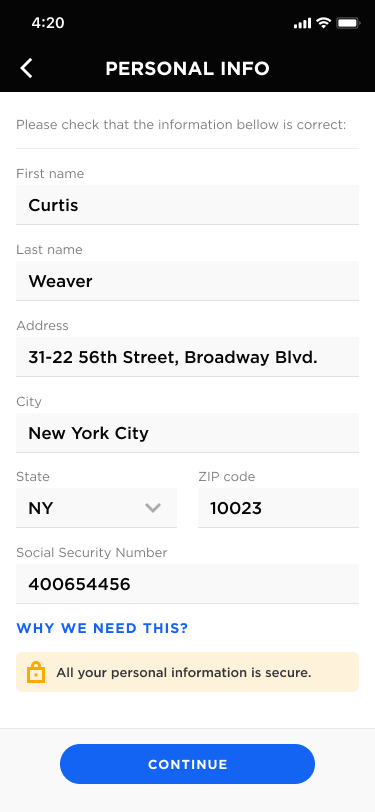 4:20
PERSONAL INFO
Please check that the information bellow is correct:
First name
Curtis
Last name
Weaver
Address
31-22 56th Street, Broadway Blvd.
City
New York City
State
ZIP code
NY
10023
Social Security Number
400654456
WHY WE NEED THIS?
All your personal information is secure.
CONTINUE